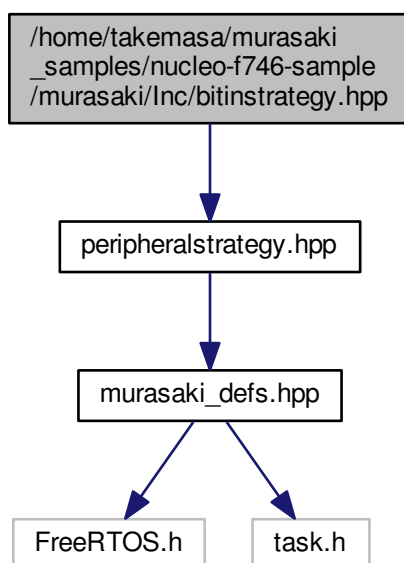 /home/takemasa/murasaki
_samples/nucleo-f746-sample
/murasaki/Inc/bitinstrategy.hpp
peripheralstrategy.hpp
murasaki_defs.hpp
FreeRTOS.h
task.h